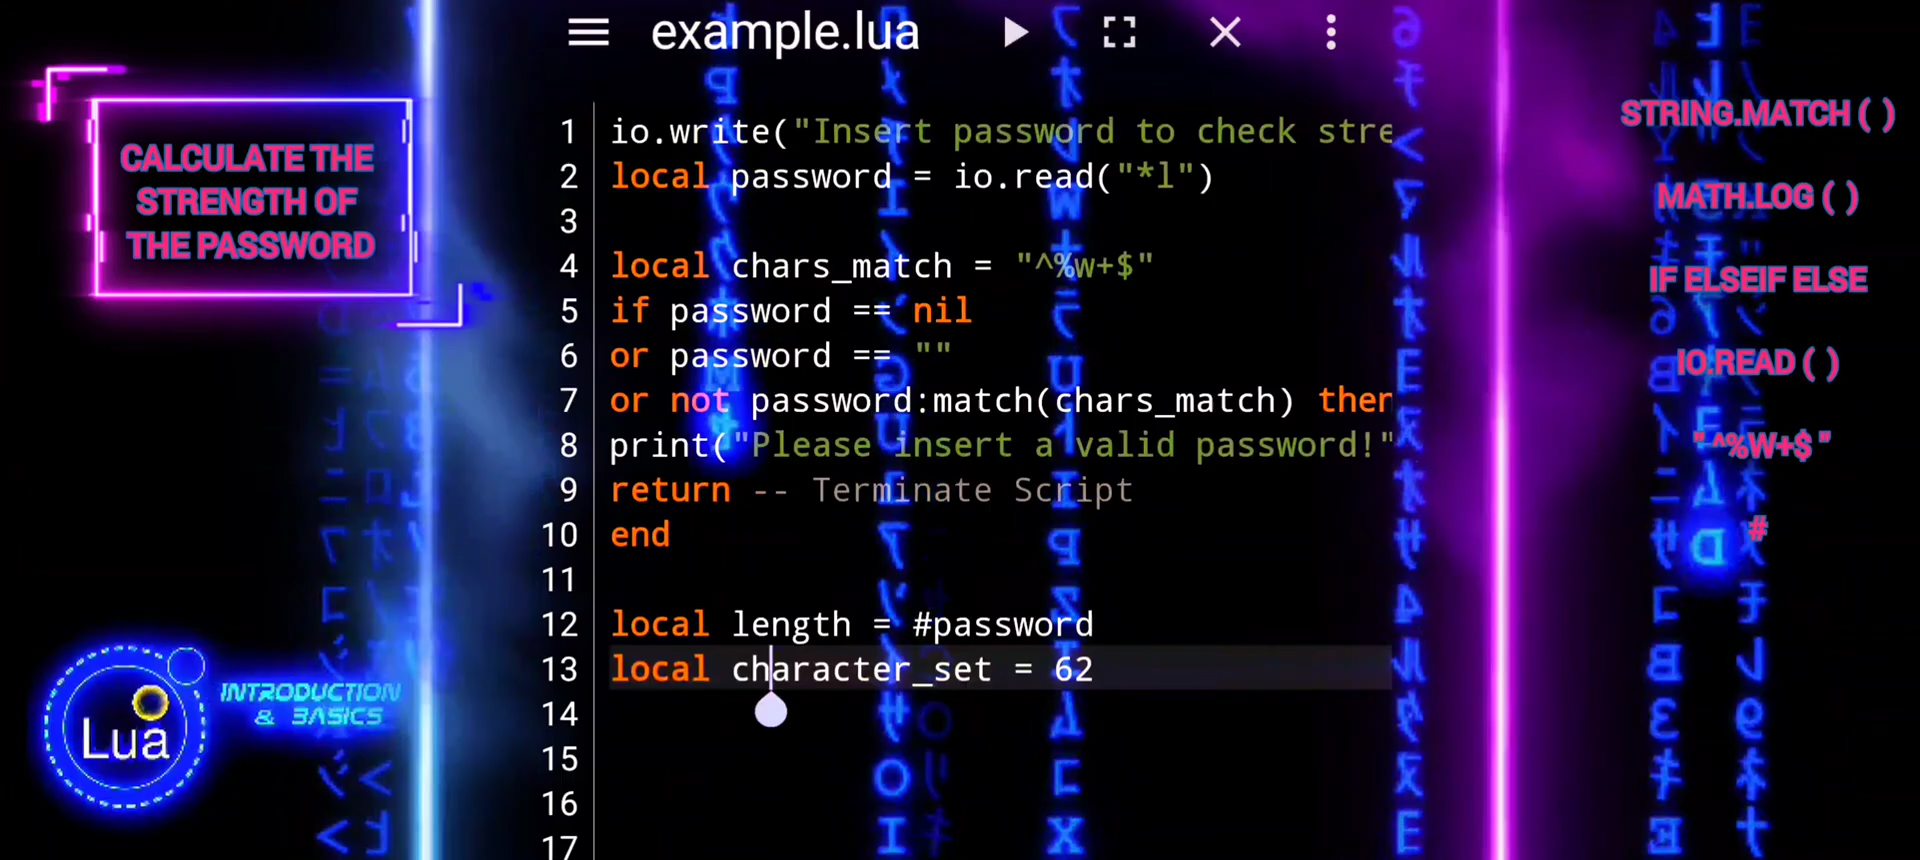 example.lua
CALCULATE THE
STRENGTH OF
THE PASSWORD
1 io.write("Insert password to check stre
2 local password = io.read("*l")
3
4 local chars_match = "^%w+$"
5 if password == nil
6 or password == ""
7 or not password:match(chars_match) then
8 print("Please insert a valid password!"
9 return -- Terminate Script
10 end
11
12 local length = #password
13 local character_set = 62
14
15
16
17
STRING.MATCH ( )
MATH.LOG ( )
IF ELSEIF ELSE
IO.READ ( )
" ^%W+$ "
#
Lua
INTRODUCTION
& BASICS